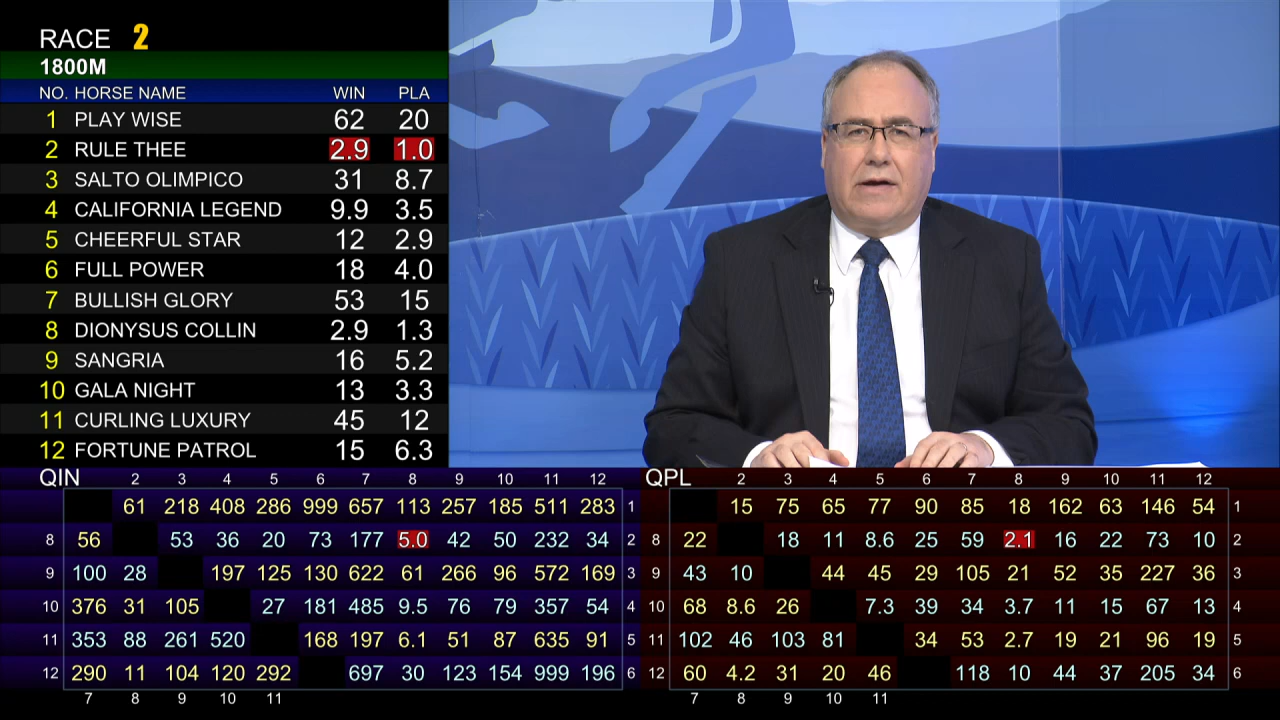 RACE 2
1800M
NO. HORSE NAME WIN PLA
1 PLAY WISE 62 20
2 RULE THEE 2.9 1.0
3 SALTO OLIMPICO 31 8.7
4 CALIFORNIA LEGEND 9.9 3.5
5 CHEERFUL STAR 12 2.9
6 FULL POWER 18 4.0
7 BULLISH GLORY 53 15
8 DIONYSUS COLLIN 2.9 1.3
9 SANGRIA 16 5.2
10 GALA NIGHT 13 3.3
11 CURLING LUXURY 45 12
12 FORTUNE PATROL 15 6.3
QIN 2 3 4 5 6 7 8 9 10 11 12
61 218 408 286 999 657 113 257 185 511 283 1
8 56 53 36 20 73 177 5.0 42 50 232 34 2
9 100 28 197 125 130 622 61 266 96 572 169 3
10 376 31 105 27 181 485 9.5 76 79 357 54 4
11 353 88 261 520 168 197 6.1 51 87 635 91 5
12 290 11 104 120 292 697 30 123 154 999 196 6
7 8 9 10 11
QPL 2 3 4 5 6 7 8 9 10 11 12
15 75 65 77 90 85 18 162 63 146 54 1
8 22 18 11 8.6 25 59 2.1 16 22 73 10 2
9 43 10 44 45 29 105 21 52 35 227 36 3
10 68 8.6 26 7.3 39 34 3.7 11 15 67 13 4
11 102 46 103 81 34 53 2.7 19 21 96 19 5
12 60 4.2 31 20 46 118 10 44 37 205 34 6
7 8 9 10 11